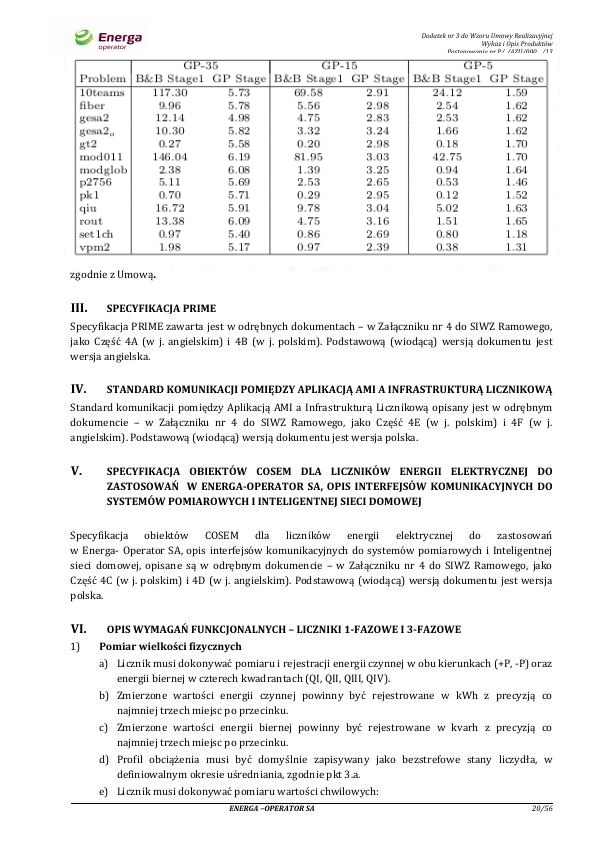 Energa
operator
Dodatek nr 3 do Wzoru Umowy Realizacyjnej
Wykaz i Opis Produktów
GP-35 GP-15 GP-5
Problem B&B Stage1 GP Stage B&B Stage1 GP Stage B&B Stage1 GP Stage
10teams 117.30 5.73 69.58 2.91 24.12 1.59
fiber 9.96 5.78 5.56 2.98 2.54 1.62
gesa2 12.14 4.98 4.75 2.83 2.53 1.62
gesa2_o 10.30 5.82 3.32 3.24 1.66 1.62
gt2 0.27 5.58 0.20 2.98 0.18 1.70
mod011 146.04 6.19 81.95 3.03 42.75 1.70
modglob 2.38 6.08 1.39 3.25 0.94 1.64
p2756 5.11 5.69 2.53 2.65 0.53 1.46
pk1 0.70 5.71 0.29 2.95 0.12 1.52
qiu 16.72 5.91 9.78 3.04 5.02 1.63
rout 13.38 6.09 4.75 3.16 1.51 1.65
set1ch 0.97 5.40 0.86 2.69 0.80 1.18
vpm2 1.98 5.17 0.97 2.39 0.38 1.31
zgodnie z Umową.
III. SPECYFIKACJA PRIME
Specyfikacja PRIME zawarta jest w odrębnych dokumentach – w Załączniku nr 4 do SIWZ Ramowego,
jako Część 4A (w j. angielskim) i 4B (w j. polskim). Podstawową (wiodącą) wersją dokumentu jest
wersja angielska.
IV. STANDARD KOMUNIKACJI POMIĘDZY APLIKACJĄ AMI A INFRASTRUKTURĄ LICZNIKOWĄ
Standard komunikacji pomiędzy Aplikacją AMI a Infrastrukturą Licznikową opisany jest w odrębnym
dokumencie – w Załączniku nr 4 do SIWZ Ramowego, jako Część 4E (w j. polskim) i 4F (w j.
angielskim). Podstawową (wiodącą) wersją dokumentu jest wersja polska.
V. SPECYFIKACJA OBIEKTÓW COSEM DLA LICZNIKÓW ENERGII ELEKTRYCZNEJ DO
ZASTOSOWAŃ W ENERGA-OPERATOR SA, OPIS INTERFEJSÓW KOMUNIKACYJNYCH DO
SYSTEMÓW POMIAROWYCH I INTELIGENTNEJ SIECI DOMOWEJ
Specyfikacja obiektów COSEM dla liczników energii elektrycznej do zastosowań
w Energa- Operator SA, opis interfejsów komunikacyjnych do systemów pomiarowych i Inteligentnej
sieci domowej, opisane są w odrębnym dokumencie – w Załączniku nr 4 do SIWZ Ramowego, jako
Część 4C (w j. polskim) i 4D (w j. angielskim). Podstawową (wiodącą) wersją dokumentu jest wersja
polska.
VI. OPIS WYMAGAŃ FUNKCJONALNYCH – LICZNIKI 1-FAZOWE I 3-FAZOWE
1) Pomiar wielkości fizycznych
a) Licznik musi dokonywać pomiaru i rejestracji energii czynnej w obu kierunkach (+P, -P) oraz
energii biernej w czterech kwadrantach (QI, QII, QIII, QIV).
b) Zmierzone wartości energii czynnej powinny być rejestrowane w kWh z precyzją co
najmniej trzech miejsc po przecinku.
c) Zmierzone wartości energii biernej powinny być rejestrowane w kvarh z precyzją co
najmniej trzech miejsc po przecinku.
d) Profil obciążenia musi być domyślnie zapisywany jako bezstrefowe stany liczydła, w
definiowalnym okresie uśredniania, zgodnie pkt 3.a.
e) Licznik musi dokonywać pomiaru wartości chwilowych:
ENERGA –OPERATOR SA 20/56